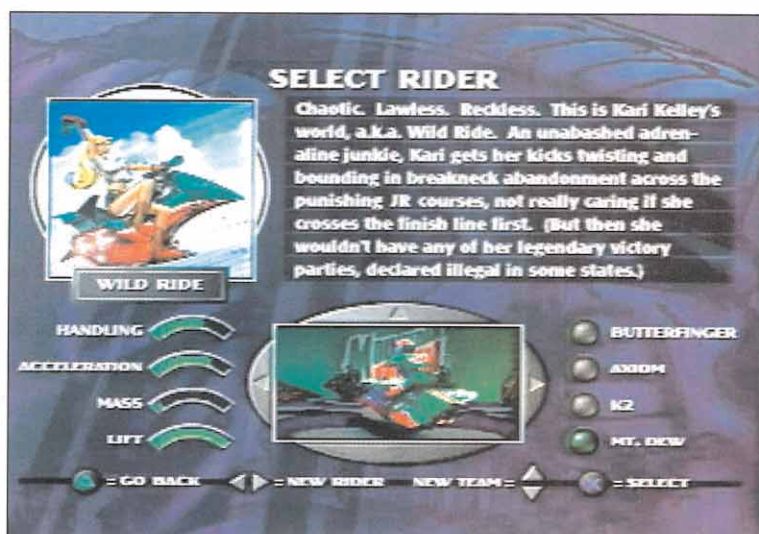 SELECT RIDER
Chaotic. Lawless. Reckless. This is Kari Kelley's
world, a.k.a. Wild Ride. An unabashed adren-
aline junkie, Kari gets her kicks twisting and
bounding in breakneck abandonment across the
punishing JR courses, not really caring if she
crosses the finish line first. (But then she
wouldn't have any of her legendary victory
parties, declared illegal in some states.)
WILD RIDE
HANDLING
ACCELERATION
MASS
LIFT
BUTTERFINGER
AXIOM
K2
MT. DEW
= GO BACK = NEW RIDER NEW TEAM = = SELECT